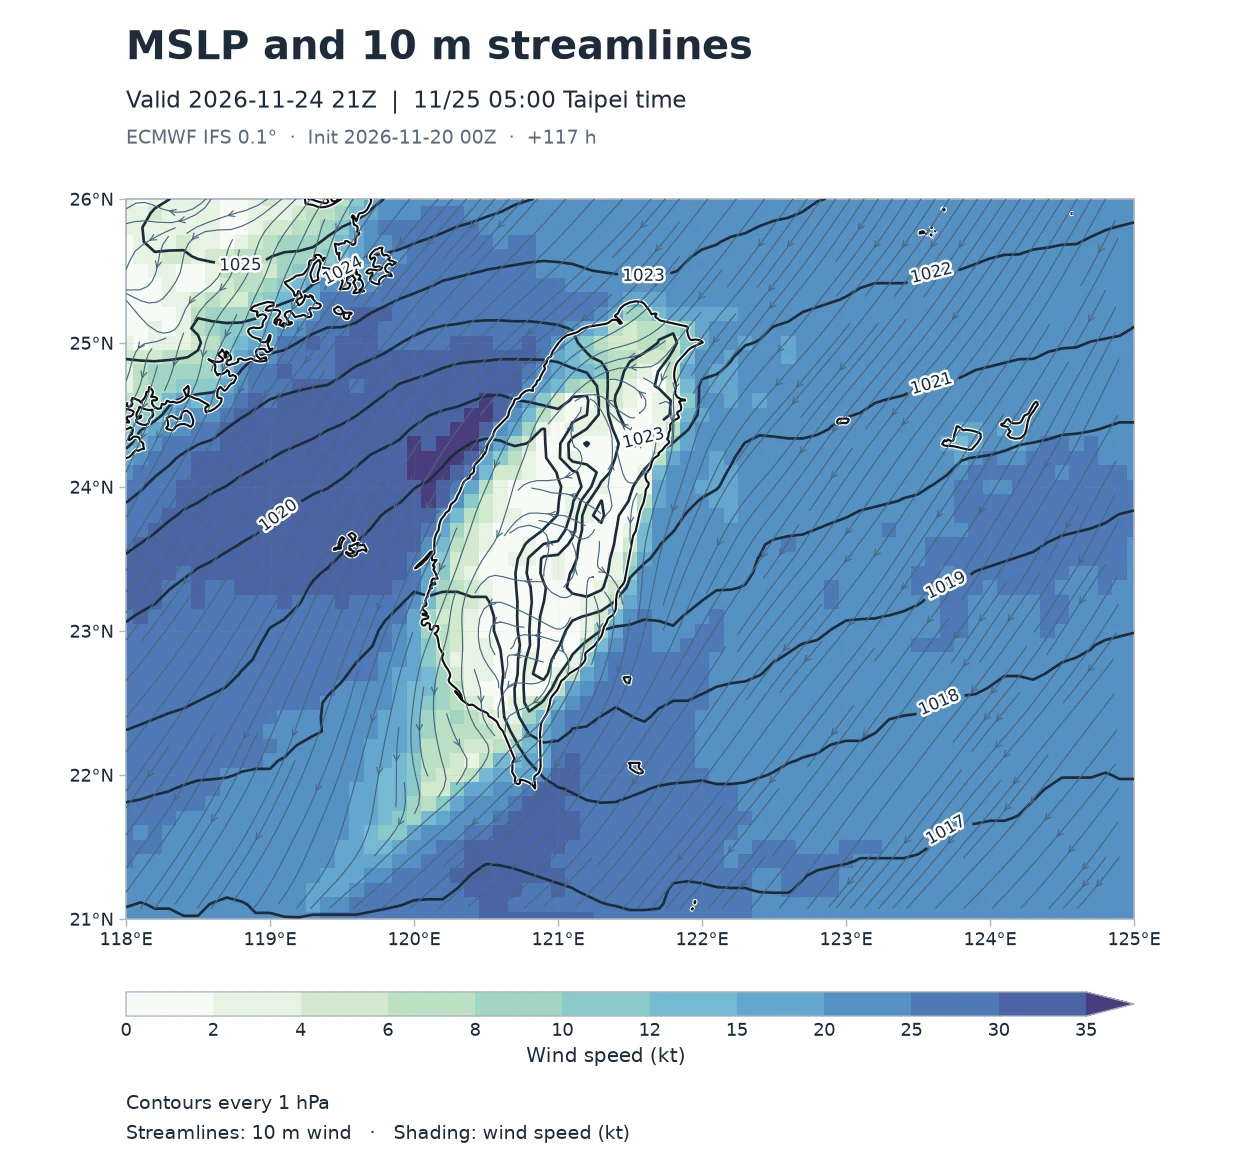 MSLP and 10 m streamlines
Valid 2026-11-24 21Z | 11/25 05:00 Taipei time
ECMWF IFS 0.1° · Init 2026-11-20 00Z · +117 h
26°N
25°N
24°N
23°N
22°N
21°N
1025
1024
1023
1022
1021
1023
1020
1019
1018
1017
118°E 119°E 120°E 121°E 122°E 123°E 124°E 125°E
0 2 4 6 8 10 12 15 20 25 30 35
Wind speed (kt)
Contours every 1 hPa
Streamlines: 10 m wind · Shading: wind speed (kt)